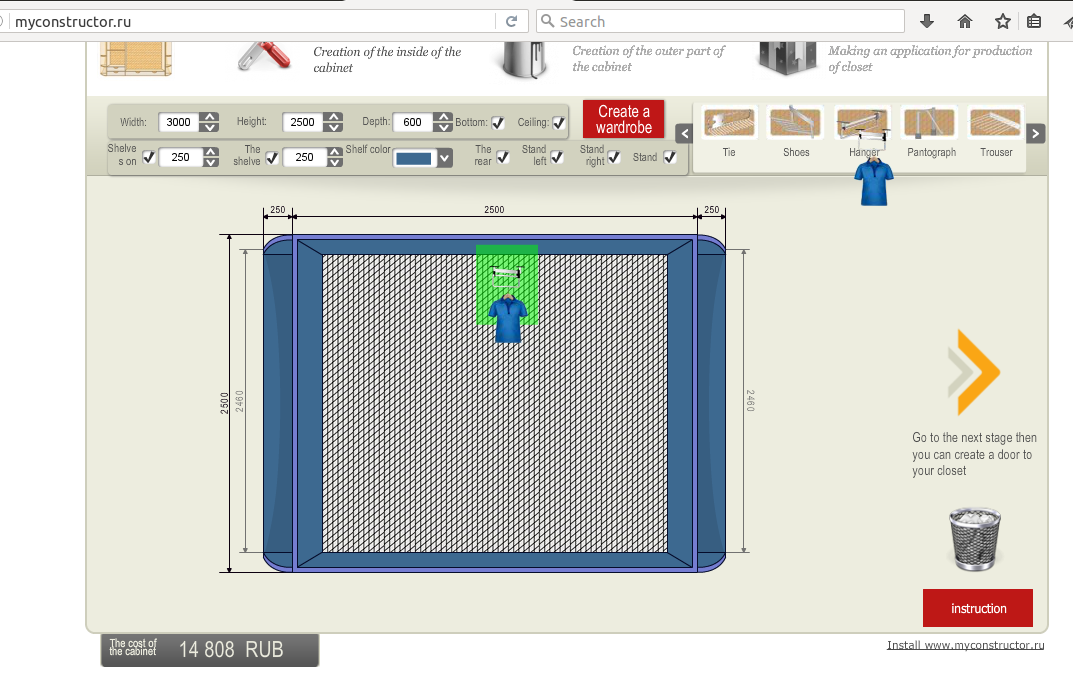 myconstructor.ru
Search
Creation of the inside of the
cabinet
Creation of the outer part of
the cabinet
Making an application for production
of closet
Width:
3000
Height:
2500
Depth:
600
Bottom:
Ceiling:
Create a
wardrobe
Shelve
s on
250
The
shelve
250
Shelf color
The
rear
Stand
left
Stand
right
Stand
Tie
Shoes
Hanger
Pantograph
Trouser
250
2500
250
2500
2460
2460
Go to the next stage then
you can create a door to
your closet
instruction
The cost of
the cabinet
14 808 RUB
Install www.myconstructor.ru